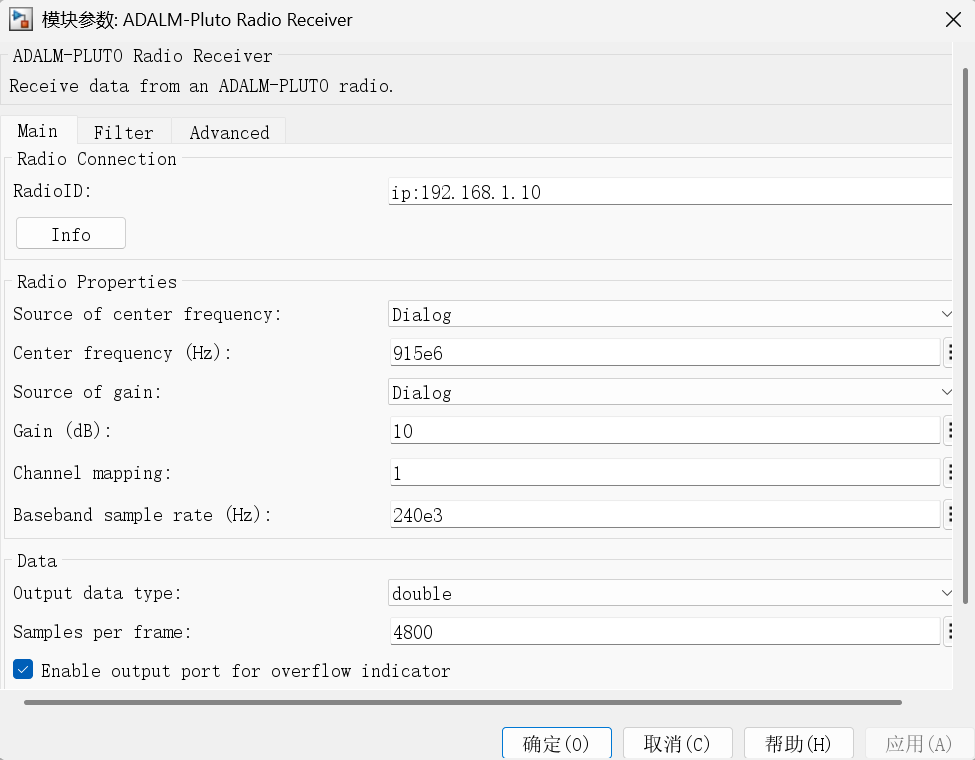 模块参数: ADALM-Pluto Radio Receiver
ADALM-PLUTO Radio Receiver
Receive data from an ADALM-PLUTO radio.
Main Filter Advanced
Radio Connection
RadioID: ip:192.168.1.10
Info
Radio Properties
Source of center frequency: Dialog
Center frequency (Hz): 915e6
Source of gain: Dialog
Gain (dB): 10
Channel mapping: 1
Baseband sample rate (Hz): 240e3
Data
Output data type: double
Samples per frame: 4800
Enable output port for overflow indicator
确定(O) 取消(C) 帮助(H) 应用(A)